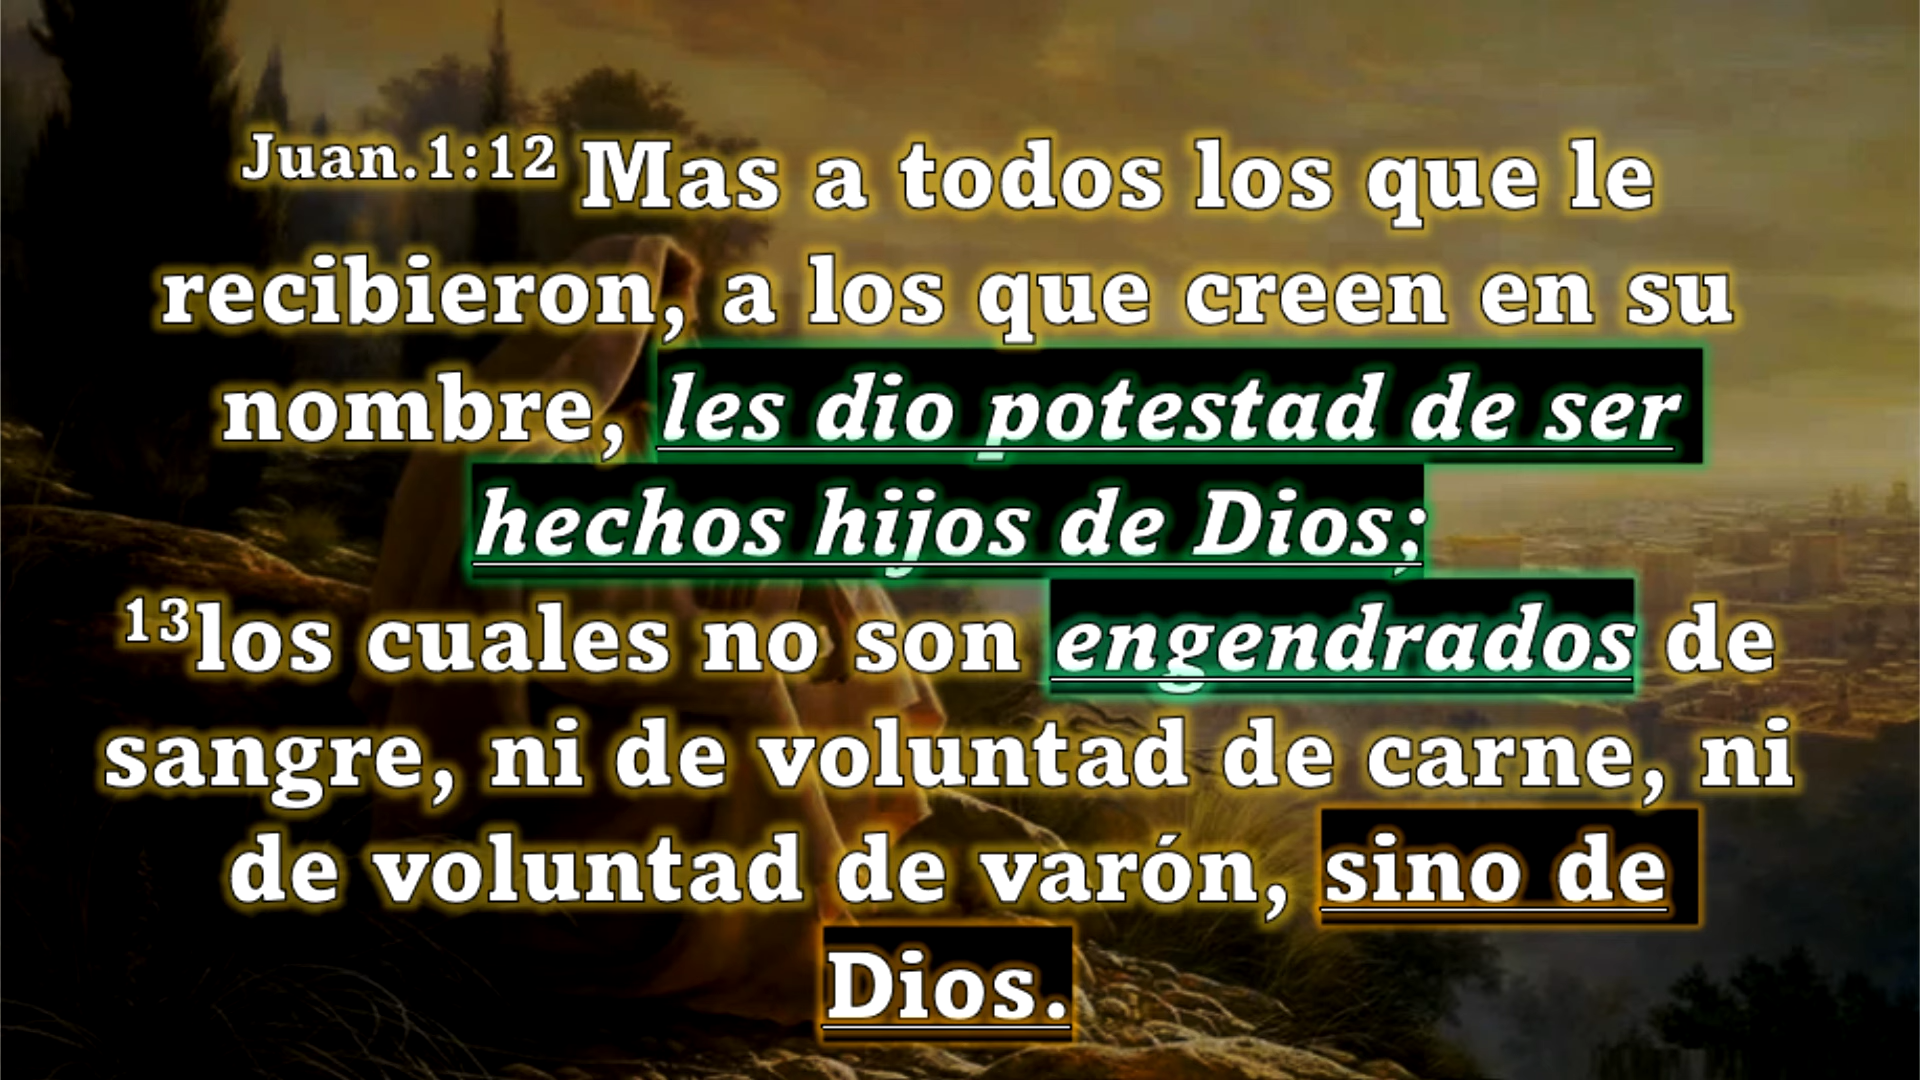 Juan.1:12 Mas a todos los que le
recibieron, a los que creen en su
nombre, les dio potestad de ser
hechos hijos de Dios;
13los cuales no son engendrados de
sangre, ni de voluntad de carne, ni
de voluntad de varón, sino de
Dios.